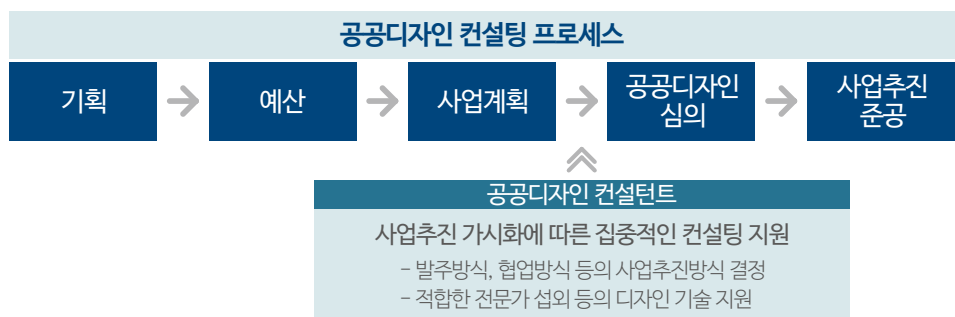 공공디자인 컨설팅 프로세스
기획
예산
사업계획
공공디자인
심의
사업추진
준공
공공디자인 컨설턴트
사업추진 가시화에 따른 집중적인 컨설팅 지원
- 발주방식, 협업방식 등의 사업추진방식 결정
- 적합한 전문가 섭외 등의 디자인 기술 지원